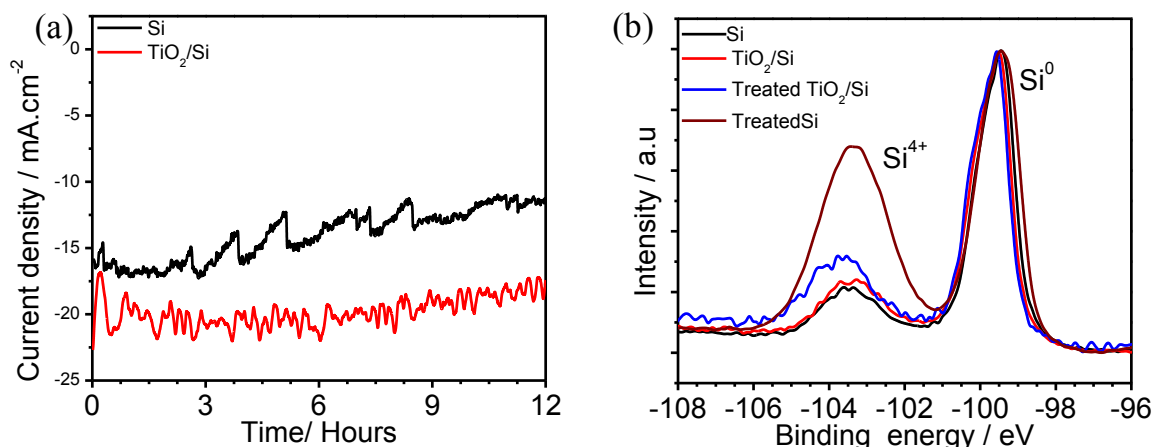 (a)
Si
TiO₂/Si
0
-5
-10
-15
-20
-25
Current density / mA.cm⁻²
0 3 6 9 12
Time/ Hours
(b)
Si
TiO₂/Si
Treated TiO₂/Si
TreatedSi
Si⁰
Si⁴⁺
Intensity / a.u
-108 -106 -104 -102 -100 -98 -96
Binding energy / eV